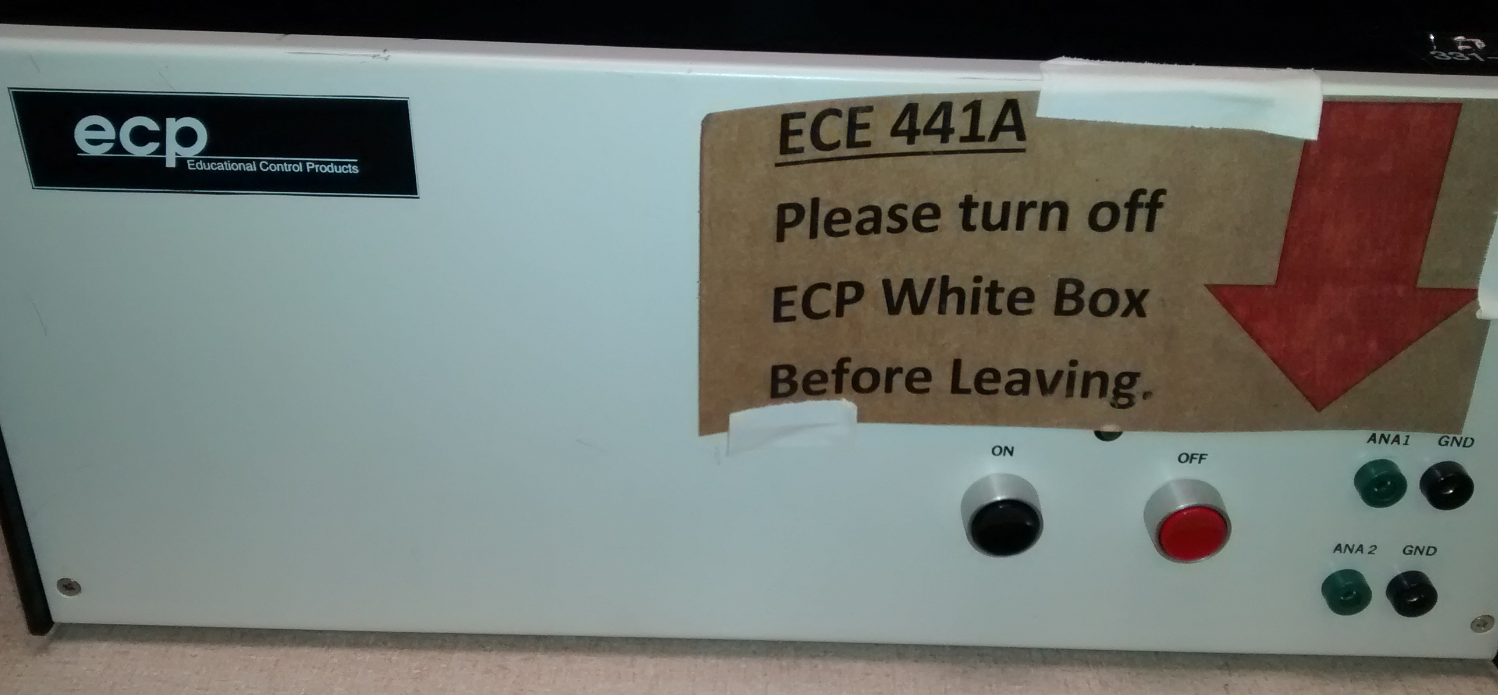 331-
ecp
Educational Control Products
ECE 441A
Please turn off
ECP White Box
Before Leaving.
ON
OFF
ANA1 GND
ANA 2 GND